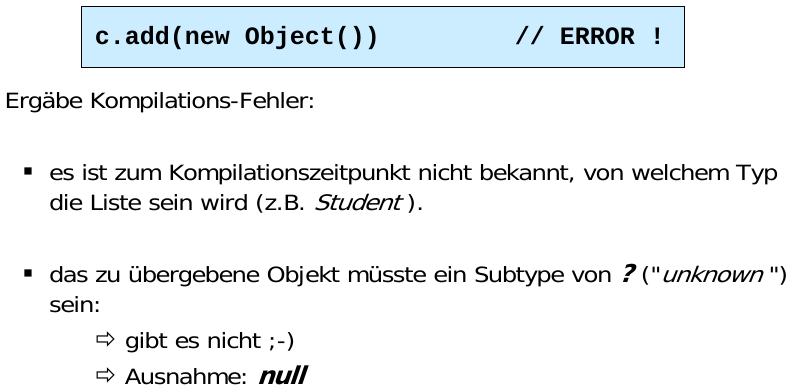 c.add(new Object()) // ERROR !
Ergäbe Kompilations-Fehler:
▪ es ist zum Kompilationszeitpunkt nicht bekannt, von welchem Typ
die Liste sein wird (z.B. Student ).
▪ das zu übergebene Objekt müsste ein Subtype von ? ("unknown ")
sein:
⇨ gibt es nicht ;-)
⇨ Ausnahme: null